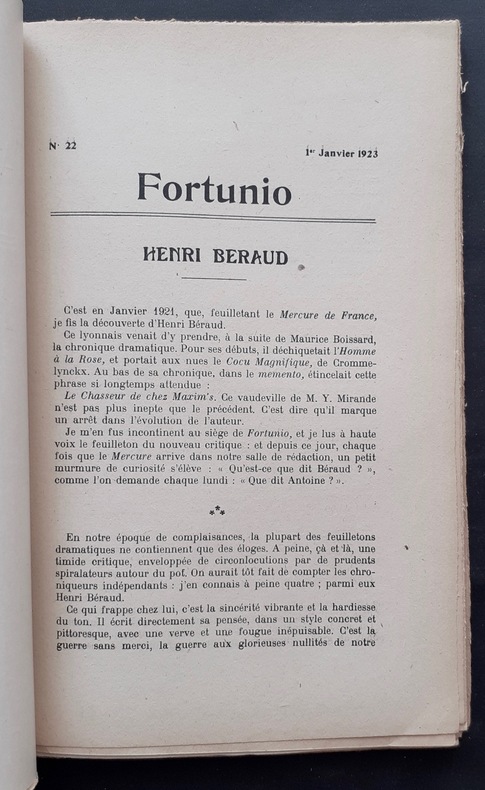 N° 22
1er Janvier 1923
Fortunio
HENRI BERAUD
C'est en Janvier 1921, que, feuilletant le Mercure de France,
je fis la découverte d'Henri Béraud.
Ce lyonnais venait d'y prendre, à la suite de Maurice Boissard,
la chronique dramatique. Pour ses débuts, il déchiquetait l'Homme
à la Rose, et portait aux nues le Cocu Magnifique, de Cromme-
lynckx. Au bas de sa chronique, dans le memento, étincelait cette
phrase si longtemps attendue :
Le Chasseur de chez Maxim's. Ce vaudeville de M. Y. Mirande
n'est pas plus inepte que le précédent. C'est dire qu'il marque
un arrêt dans l'évolution de l'auteur.
Je m'en fus incontinent au siège de Fortunio, et je lus à haute
voix le feuilleton du nouveau critique : et depuis ce jour, chaque
fois que le Mercure arrive dans notre salle de rédaction, un petit
murmure de curiosité s'élève : « Qu'est-ce que dit Béraud ? »,
comme l'on demande chaque lundi : « Que dit Antoine ? ».
***
En notre époque de complaisances, la plupart des feuilletons
dramatiques ne contiennent que des éloges. A peine, çà et là, une
timide critique, enveloppée de circonlocutions par de prudents
spiralateurs autour du pot. On aurait tôt fait de compter les chro-
niqueurs indépendants : j'en connais à peine quatre ; parmi eux
Henri Béraud.
Ce qui frappe chez lui, c'est la sincérité vibrante et la hardiesse
du ton. Il écrit directement sa pensée, dans un style concret et
pittoresque, avec une verve et une fougue inépuisable. C'est la
guerre sans merci, la guerre aux glorieuses nullités de notre